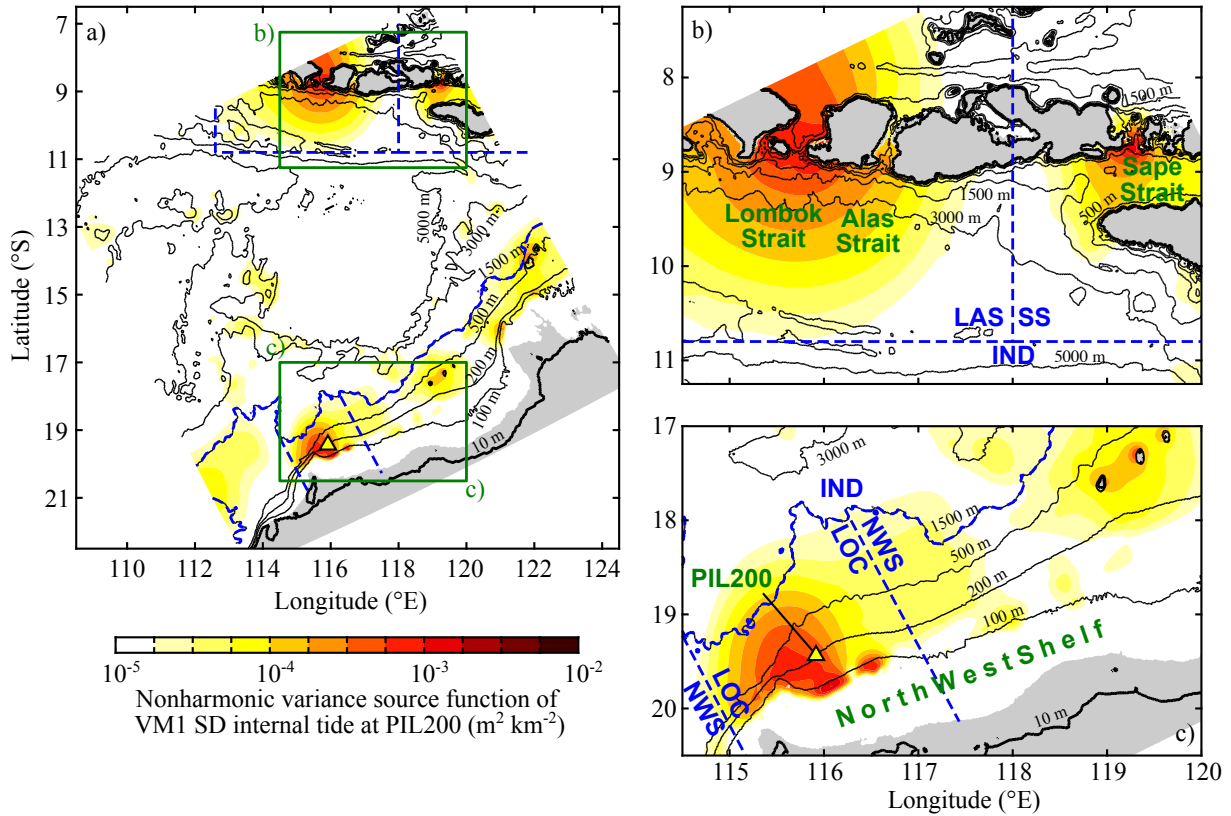 a)
b)
c)
c)
5000 m
3000 m
1500 m
500 m
500 m
100 m
10 m
7
9
11
13
15
17
19
21
Latitude (°S)
110
112
114
116
118
120
122
124
Longitude (°E)
10-5
10-4
10-3
10-2
Nonharmonic variance source function of
VM1 SD internal tide at PIL200 (m2 km-2)
b)
8
9
10
11
1500 m
1500 m
3000 m
500 m
5000 m
Lombok
Strait
Alas
Strait
Sape
Strait
LAS
SS
IND
17
18
19
20
3000 m
IND
1500 m
500 m
200 m
100 m
10 m
NWS
LOC
PIL200
LOC
NWS
North West Shelf
c)
115
116
117
118
119
120
Longitude (°E)